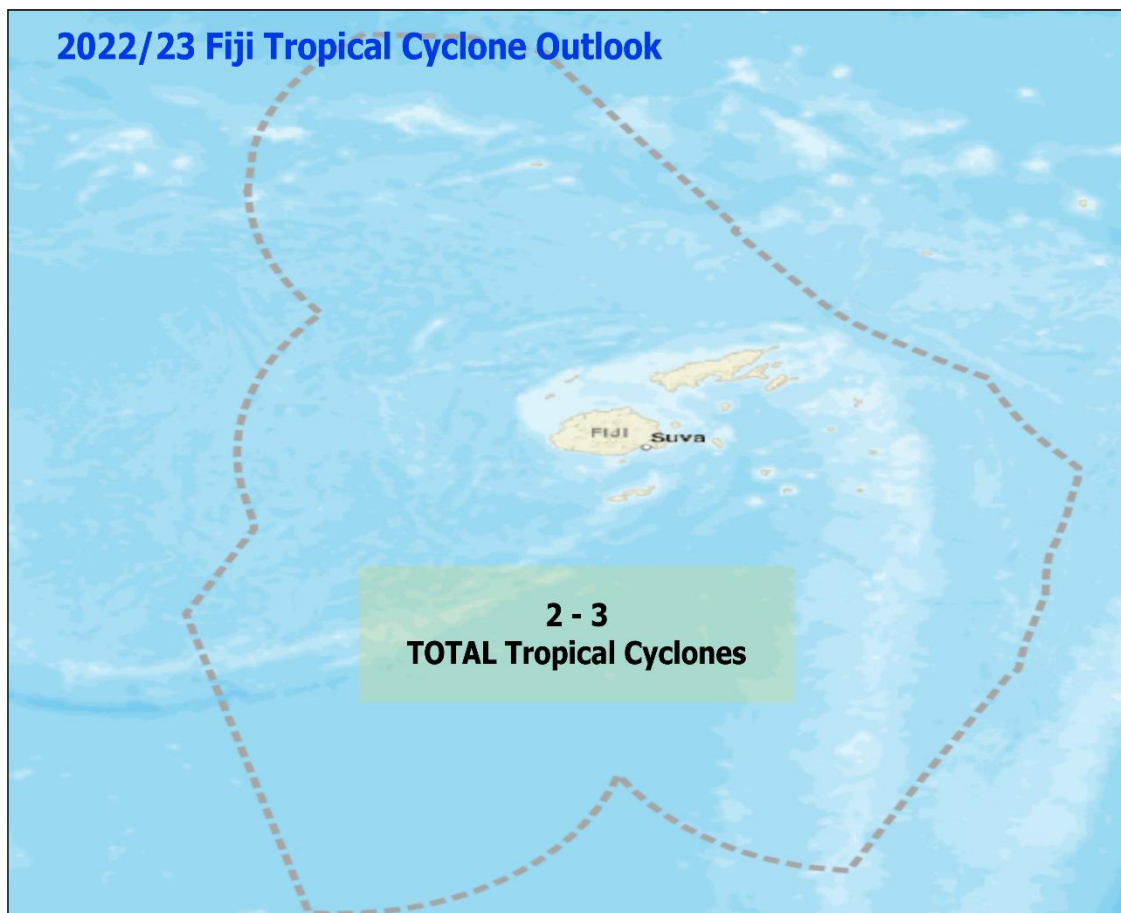 2022/23 Fiji Tropical Cyclone Outlook
FIJI
Suva
2 - 3
TOTAL Tropical Cyclones